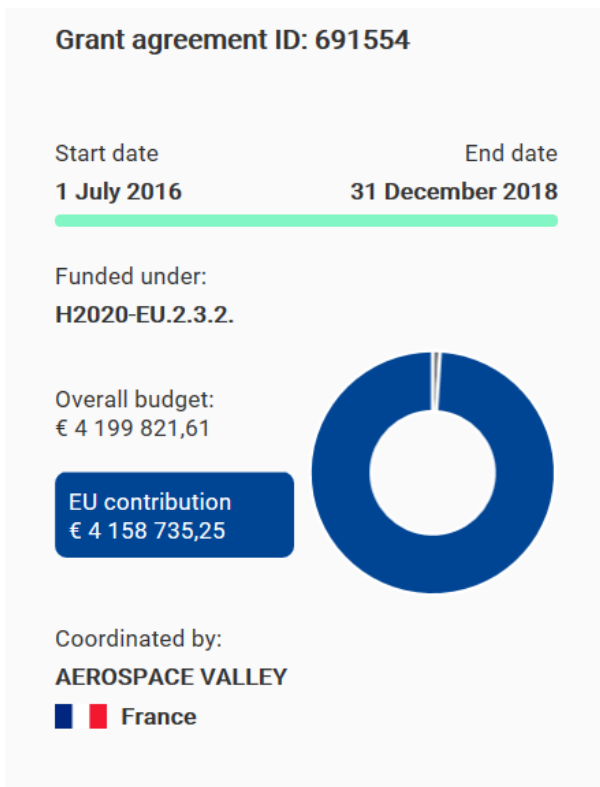 Grant agreement ID: 691554
Start date
End date
1 July 2016
31 December 2018
Funded under:
H2020-EU.2.3.2.
Overall budget:
€ 4 199 821,61
EU contribution
€ 4 158 735,25
Coordinated by:
AEROSPACE VALLEY
France